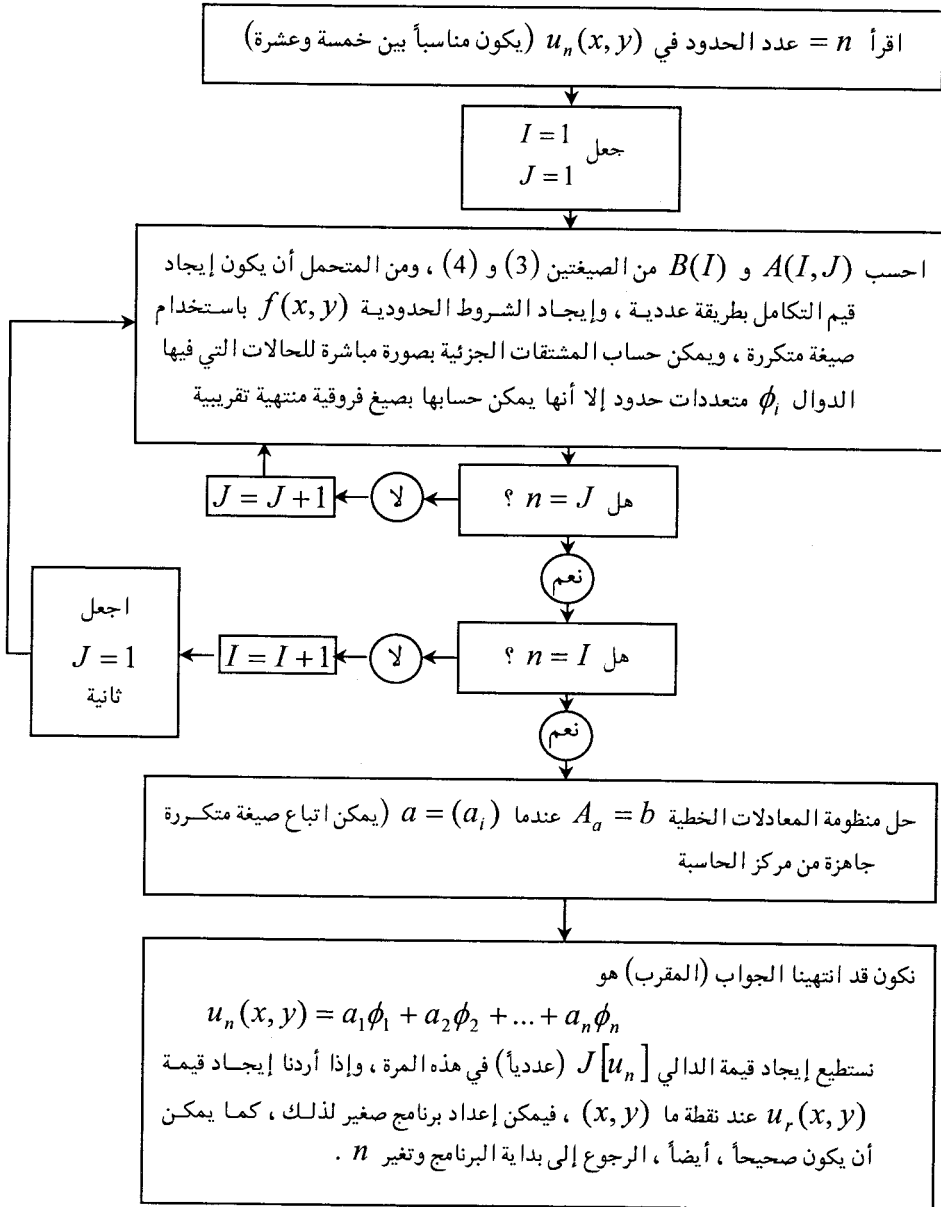 اقرأ n = عدد الحدود في u_n(x, y) (يكون مناسباً بين خمسة وعشرة)
جعل
I = 1
J = 1
احسب A(I, J) و B(I) من الصيغتين (3) و (4) ، ومن المتحمل أن يكون إيجاد
قيم التكامل بطريقة عددية ، وإيجاد الشروط الحدودية f(x, y) باستخدام
صيغة متكررة ، ويمكن حساب المشتقات الجزئية بصورة مباشرة للحالات التي فيها
الدوال ϕ_i متعددات حدود إلا أنها يمكن حسابها بصيغ فروقية منتهية تقريبية
هل n = J ؟
لا
J = J + 1
نعم
هل n = I ؟
لا
I = I + 1
اجعل
J = 1
ثانية
نعم
حل منظومة المعادلات الخطية A_a = b عندما a = (a_i) (يمكن اتباع صيغة متكررة
جاهزة من مركز الحاسبة
نكون قد انتهينا الجواب (المقرب) هو
u_n(x, y) = a_1ϕ_1 + a_2ϕ_2 + ... + a_nϕ_n
نستطيع إيجاد قيمة الدالي J[u_n] (عددياً) في هذه المرة ، وإذا أردنا إيجاد قيمة
u_r(x, y) عند نقطة ما (x, y) ، فيمكن إعداد برنامج صغير لذلك ، كما يمكن
أن يكون صحيحاً ، أيضاً ، الرجوع إلى بداية البرنامج وتغير n .